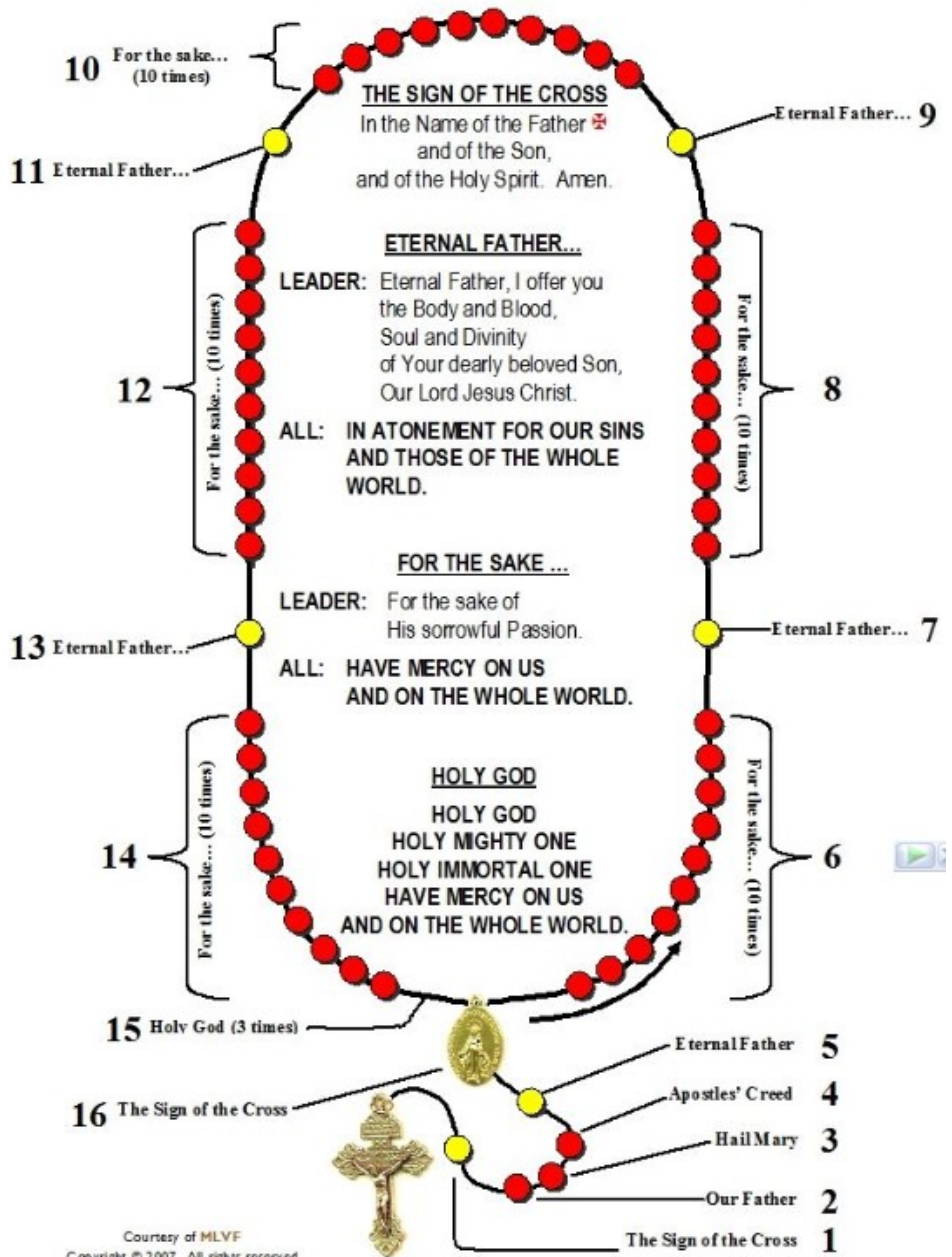 10 For the sake...
(10 times)
THE SIGN OF THE CROSS
In the Name of the Father ✠
and of the Son,
and of the Holy Spirit. Amen.
Eternal Father... 9
11 Eternal Father...
ETERNAL FATHER...
LEADER: Eternal Father, I offer you
the Body and Blood,
Soul and Divinity
of Your dearly beloved Son,
Our Lord Jesus Christ.
ALL: IN ATONEMENT FOR OUR SINS
AND THOSE OF THE WHOLE
WORLD.
12 For the sake... (10 times)
For the sake... (10 times) 8
FOR THE SAKE ...
LEADER: For the sake of
His sorrowful Passion.
ALL: HAVE MERCY ON US
AND ON THE WHOLE WORLD.
13 Eternal Father...
Eternal Father... 7
HOLY GOD
HOLY GOD
HOLY MIGHTY ONE
HOLY IMMORTAL ONE
HAVE MERCY ON US
AND ON THE WHOLE WORLD.
14 For the sake... (10 times)
For the sake... (10 times) 6
15 Holy God (3 times)
16 The Sign of the Cross
Eternal Father 5
Apostles' Creed 4
Hail Mary 3
Our Father 2
The Sign of the Cross 1
Courtesy of MLVF
Copyright © 2007. All rights reserved